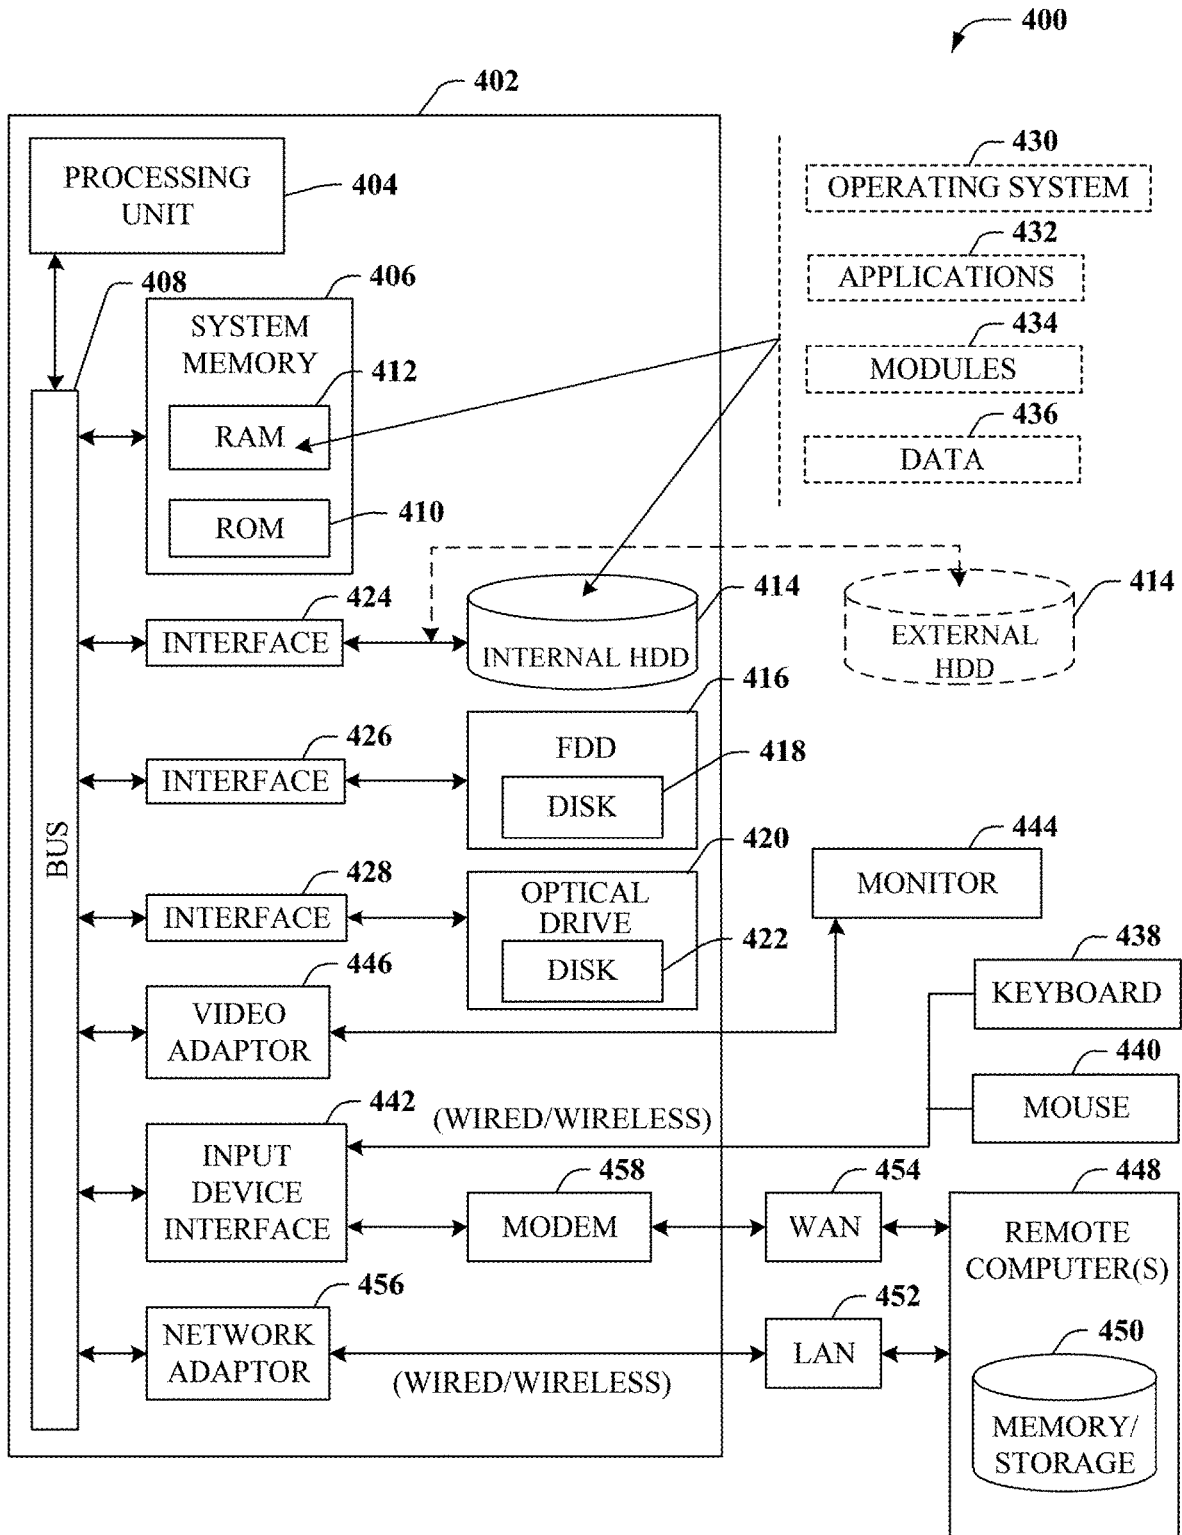 400
402
PROCESSING
UNIT
404
430
OPERATING SYSTEM
432
APPLICATIONS
434
MODULES
436
DATA
408
406
SYSTEM
MEMORY
412
RAM
410
ROM
424
INTERFACE
414
INTERNAL HDD
414
EXTERNAL
HDD
416
FDD
426
INTERFACE
418
DISK
BUS
420
OPTICAL
DRIVE
428
INTERFACE
422
DISK
444
MONITOR
446
VIDEO
ADAPTOR
438
KEYBOARD
440
MOUSE
442
(WIRED/WIRELESS)
INPUT
DEVICE
INTERFACE
458
MODEM
454
WAN
448
REMOTE
COMPUTER(S)
456
NETWORK
ADAPTOR
(WIRED/WIRELESS)
452
LAN
450
MEMORY/
STORAGE